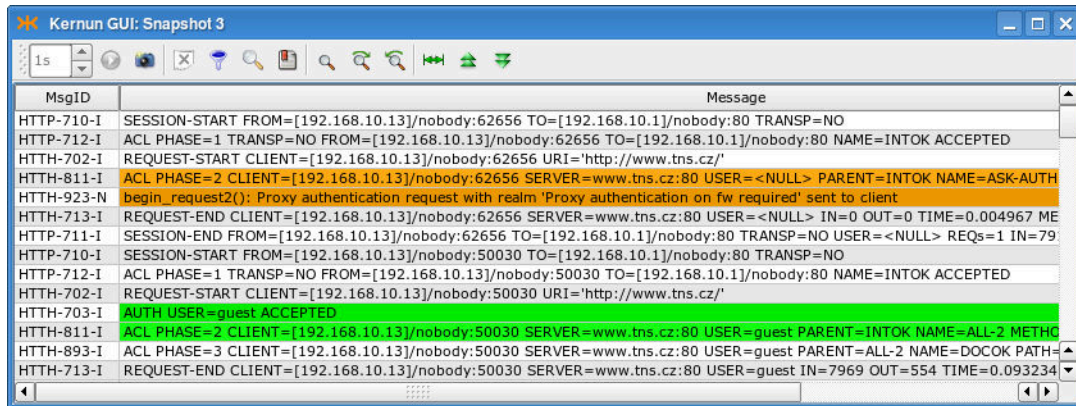 Kernun GUI: Snapshot 3
1s
MsgID Message
HTTP-710-I SESSION-START FROM=[192.168.10.13]/nobody:62656 TO=[192.168.10.1]/nobody:80 TRANSP=NO
HTTP-712-I ACL PHASE=1 TRANSP=NO FROM=[192.168.10.13]/nobody:62656 TO=[192.168.10.1]/nobody:80 NAME=INTOK ACCEPTED
HTTH-702-I REQUEST-START CLIENT=[192.168.10.13]/nobody:62656 URI='http://www.tns.cz/'
HTTH-811-I ACL PHASE=2 CLIENT=[192.168.10.13]/nobody:62656 SERVER=www.tns.cz:80 USER=<NULL> PARENT=INTOK NAME=ASK-AUTH
HTTH-923-N begin_request2(): Proxy authentication request with realm 'Proxy authentication on fw required' sent to client
HTTH-713-I REQUEST-END CLIENT=[192.168.10.13]/nobody:62656 SERVER=www.tns.cz:80 USER=<NULL> IN=0 OUT=0 TIME=0.004967 ME
HTTP-711-I SESSION-END FROM=[192.168.10.13]/nobody:62656 TO=[192.168.10.1]/nobody:80 TRANSP=NO USER=<NULL> REQs=1 IN=79
HTTP-710-I SESSION-START FROM=[192.168.10.13]/nobody:50030 TO=[192.168.10.1]/nobody:80 TRANSP=NO
HTTP-712-I ACL PHASE=1 TRANSP=NO FROM=[192.168.10.13]/nobody:50030 TO=[192.168.10.1]/nobody:80 NAME=INTOK ACCEPTED
HTTH-702-I REQUEST-START CLIENT=[192.168.10.13]/nobody:50030 URI='http://www.tns.cz/'
HTTH-703-I AUTH USER=guest ACCEPTED
HTTH-811-I ACL PHASE=2 CLIENT=[192.168.10.13]/nobody:50030 SERVER=www.tns.cz:80 USER=guest PARENT=INTOK NAME=ALL-2 METHO
HTTH-893-I ACL PHASE=3 CLIENT=[192.168.10.13]/nobody:50030 SERVER=www.tns.cz:80 USER=guest PARENT=ALL-2 NAME=DOCOK PATH=
HTTH-713-I REQUEST-END CLIENT=[192.168.10.13]/nobody:50030 SERVER=www.tns.cz:80 USER=guest IN=7969 OUT=554 TIME=0.093234